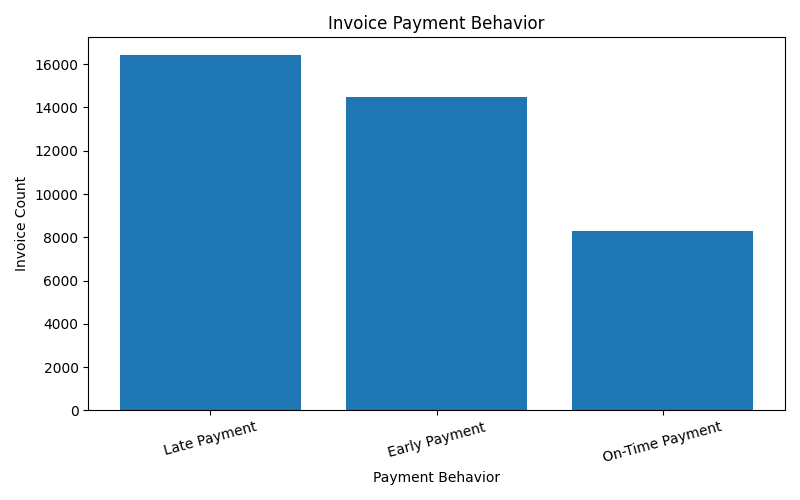 Invoice Payment Behavior
16000
14000
12000
10000
8000
6000
4000
2000
0
Invoice Count
Late Payment
Early Payment
On-Time Payment
Payment Behavior